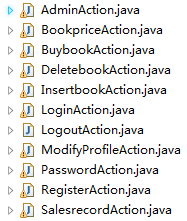 AdminAction.java
BookpriceAction.java
BuybookAction.java
DeletebookAction.java
InsertbookAction.java
LoginAction.java
LogoutAction.java
ModifyProfileAction.java
PasswordAction.java
RegisterAction.java
SalesrecordAction.java